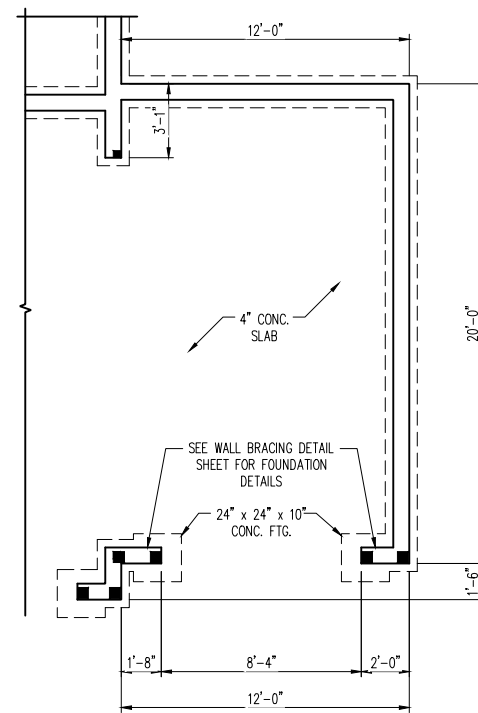 12'-0"
3'-1"
4" CONC.
SLAB
20'-0"
SEE WALL BRACING DETAIL
SHEET FOR FOUNDATION
DETAILS
24" x 24" x 10"
CONC. FTG.
1'-6"
1'-8"
8'-4"
2'-0"
12'-0"